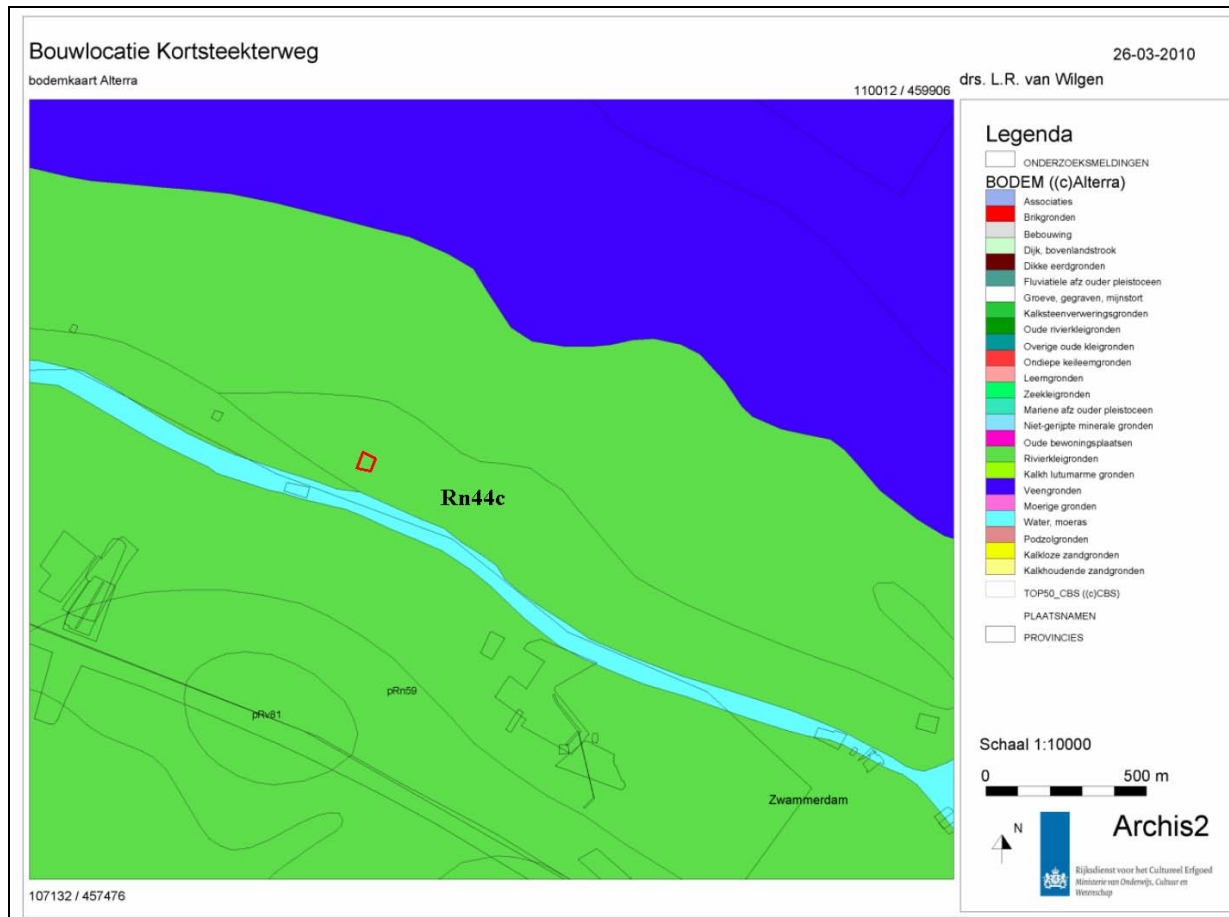 Bouwlocatie Kortsteekterweg
26-03-2010
bodemkaart Alterra
110012 / 459906
drs. L.R. van Wilgen
Legenda
ONDERZOEKSMELDINGEN
BODEM ((c)Alterra)
Associaties
Brikgronden
Bebouwing
Dijk, bovenlandstrook
Dikke eerdgronden
Fluviatiele afz ouder pleistoceen
Groeve, gegraven, mijnstort
Kalksteenverweringsgronden
Oude rivierkleigronden
Overige oude kleigronden
Ondiepe keileemgronden
Leemgronden
Zeekleigronden
Mariene afz ouder pleistoceen
Niet-gerijpte minerale gronden
Oude bewoningsplaatsen
Rivierkleigronden
Kalkh lutumarme gronden
Veengronden
Moerige gronden
Water, moeras
Podzolgronden
Kalkloze zandgronden
Kalkhoudende zandgronden
TOP50_CBS ((c)CBS)
PLAATSNAMEN
PROVINCIES
Rn44c
pRn59
pRv81
Zwammerdam
Schaal 1:10000
0 500 m
N
Archis2
Rijksdienst voor het Cultureel Erfgoed
Ministerie van Onderwijs, Cultuur en
Wetenschap
107132 / 457476